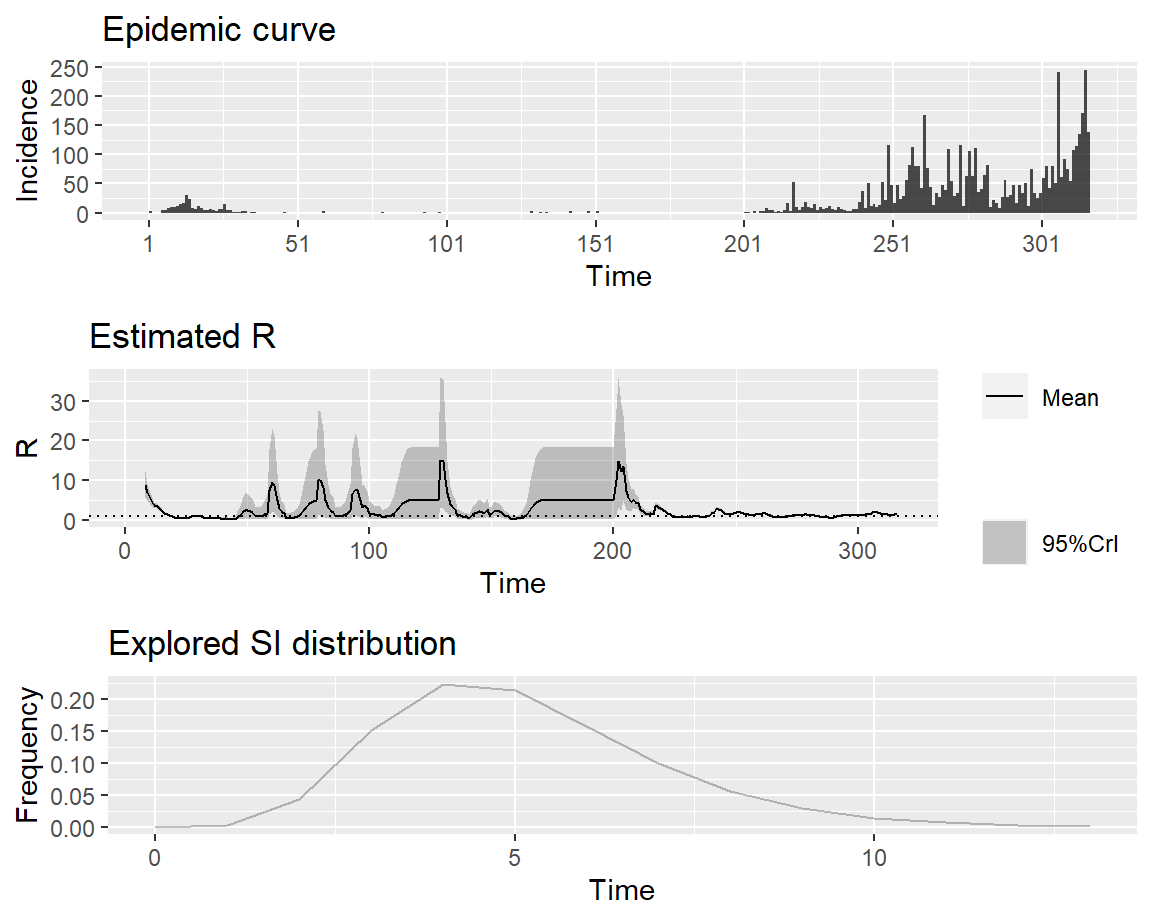 Epidemic curve
250
200
150
100
50
0
Incidence
1 51 101 151 201 251 301
Time
Estimated R
30
20
10
0
R
0 100 200 300
Time
Mean
95%CrI
Explored SI distribution
0.20
0.15
0.10
0.05
0.00
Frequency
0 5 10
Time